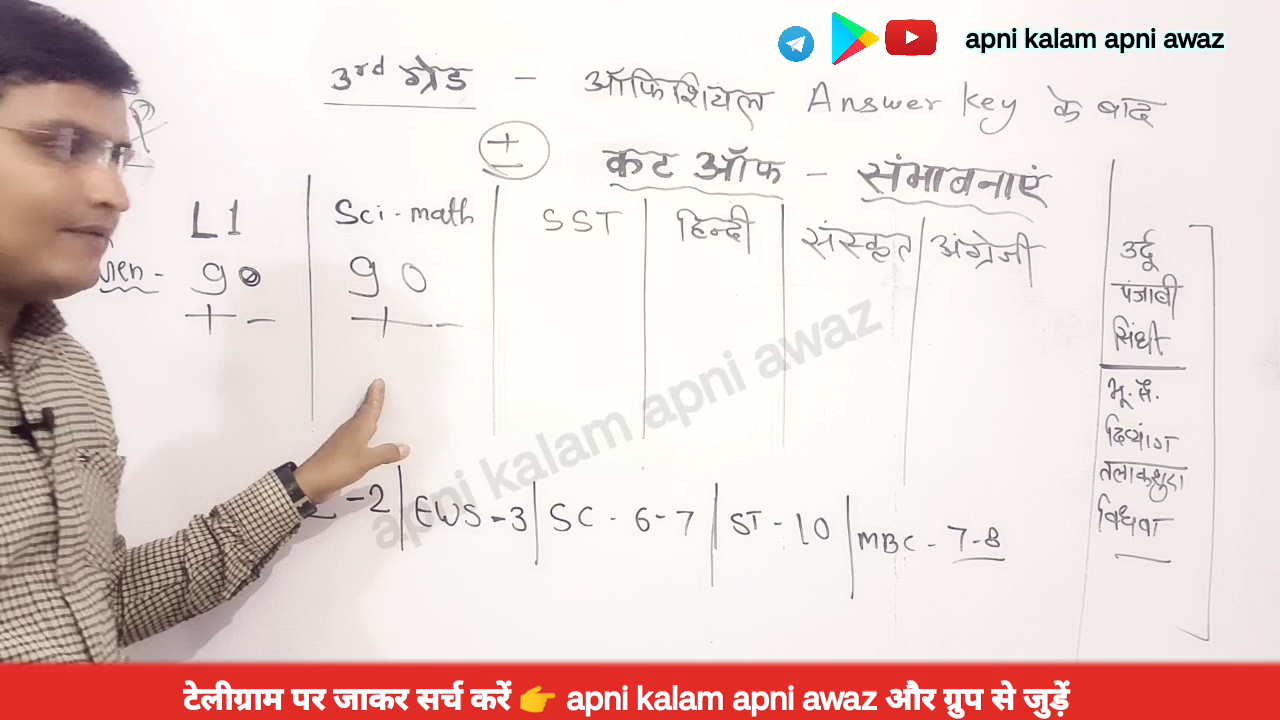 apni kalam apni awaz
3rd ग्रेड - ऑफिशियल Answer key के बाद
±
कट ऑफ - संभावनाएं
L1 Sci-math SST हिन्दी संस्कृत अंग्रेजी
Gen- 90 90
+ - + -
उर्दू
पंजाबी
सिंधी
भू.सै.
दिव्यांग
तलाकशुदा
विधवा
-2 EWS-3 SC-6-7 ST-10 MBC-7-8
apni kalam apni awaz
टेलीग्राम पर जाकर सर्च करें 👉 apni kalam apni awaz और ग्रुप से जुड़ें